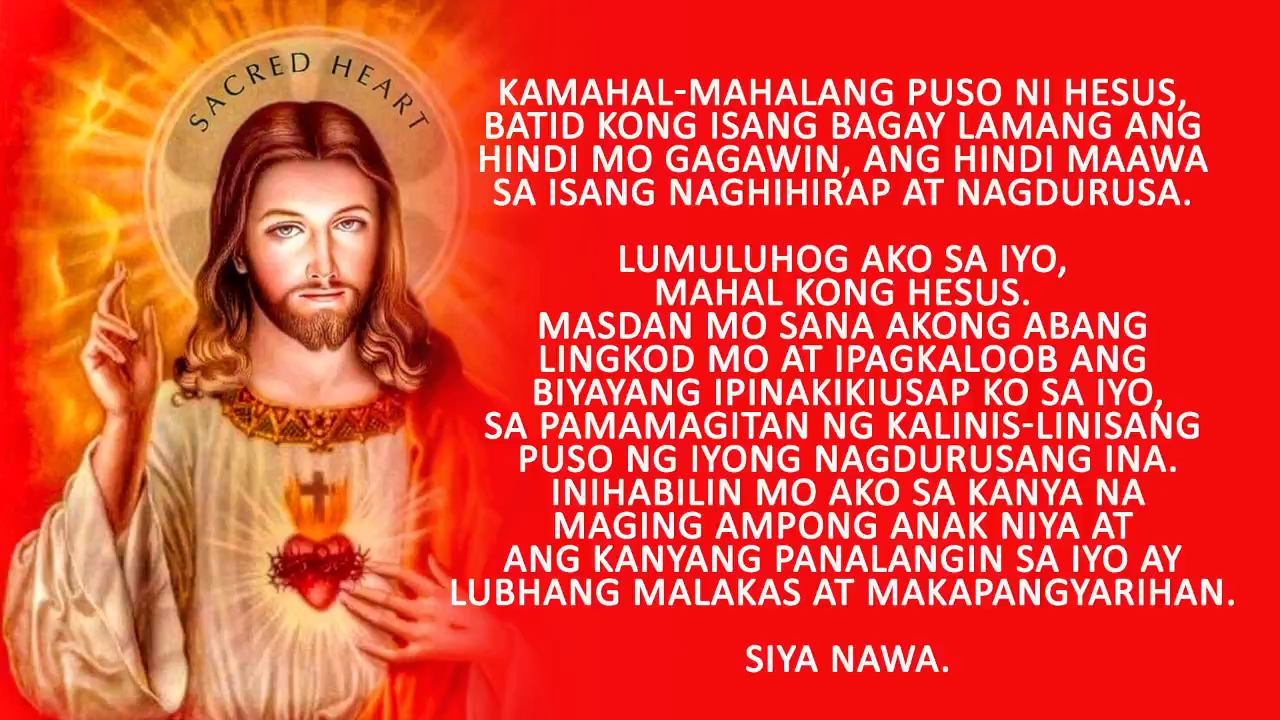 SACRED HEART
KAMAHAL-MAHALANG PUSO NI HESUS,
BATID KONG ISANG BAGAY LAMANG ANG
HINDI MO GAGAWIN, ANG HINDI MAAWA
SA ISANG NAGHIHIRAP AT NAGDURUSA.
LUMULUHOG AKO SA IYO,
MAHAL KONG HESUS.
MASDAN MO SANA AKONG ABANG
LINGKOD MO AT IPAGKALOOB ANG
BIYAYANG IPINAKIKIUSAP KO SA IYO,
SA PAMAMAGITAN NG KALINIS-LINISANG
PUSO NG IYONG NAGDURUSANG INA.
INIHABILIN MO AKO SA KANYA NA
MAGING AMPONG ANAK NIYA AT
ANG KANYANG PANALANGIN SA IYO AY
LUBHANG MALAKAS AT MAKAPANGYARIHAN.
SIYA NAWA.